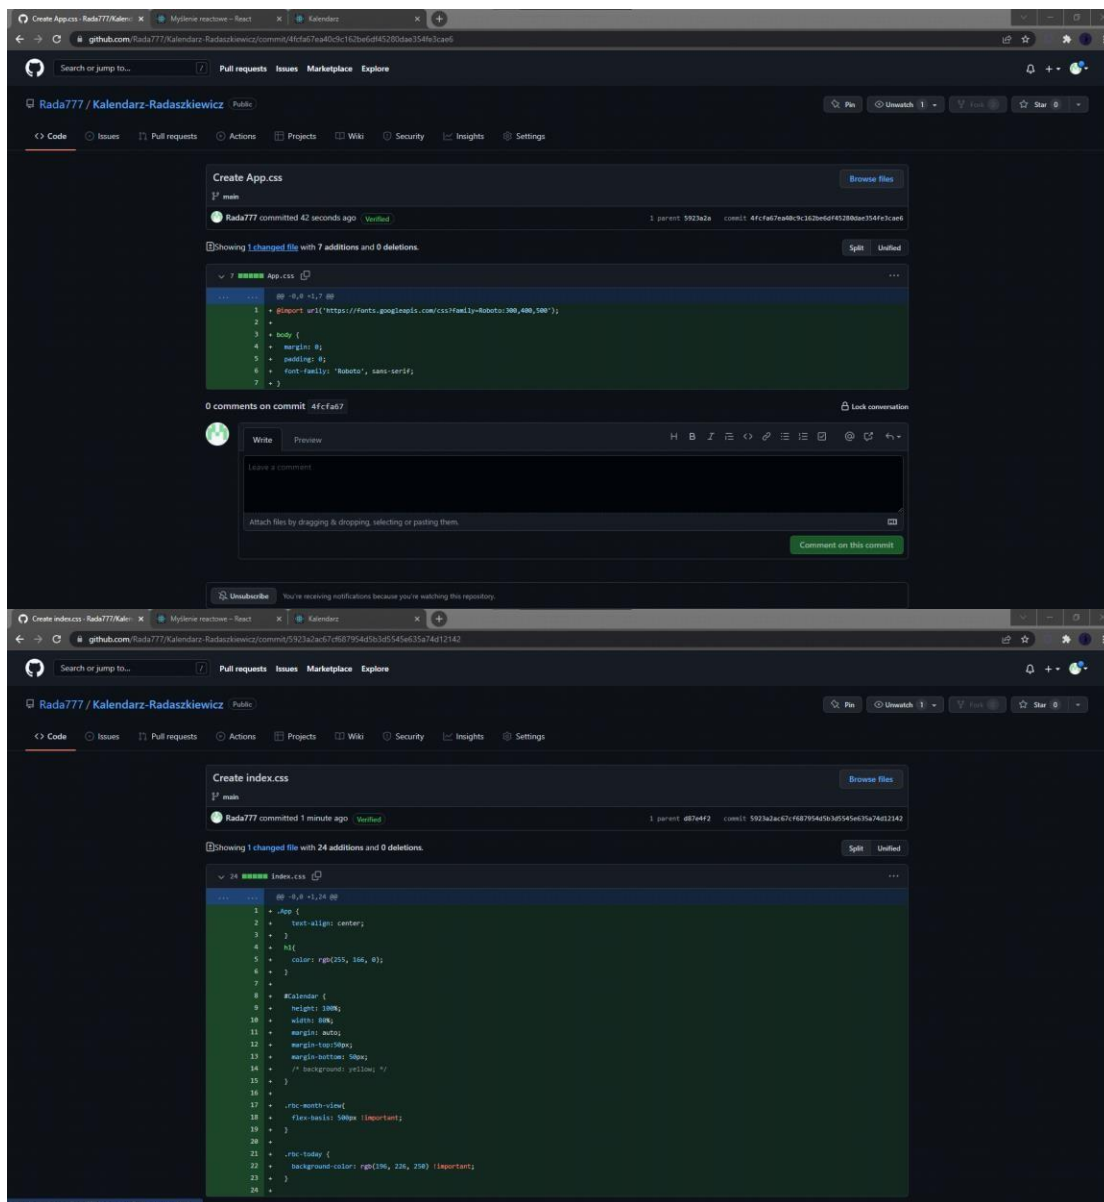 Create App.css · Rada777/Kalen
Myślenie reactowe – React
Kalendarz
github.com/Rada777/Kalendarz-Radaszkiewicz/commit/4fcfa67ea40c9c162be6df45280dae354fe3cae6
Search or jump to... /
Pull requests Issues Marketplace Explore
Rada777 / Kalendarz-Radaszkiewicz Public
Pin Unwatch 1 Fork 0 Star 0
Code Issues Pull requests Actions Projects Wiki Security Insights Settings
Create App.css
Browse files
main
Rada777 committed 42 seconds ago Verified
1 parent 5923a2a commit 4fcfa67ea40c9c162be6df45280dae354fe3cae6
Showing 1 changed file with 7 additions and 0 deletions.
Split Unified
7 App.css
... ... @@ -0,0 +1,7 @@
1 + @import url('https://fonts.googleapis.com/css?family=Roboto:300,400,500');
2 +
3 + body {
4 + margin: 0;
5 + padding: 0;
6 + font-family: 'Roboto', sans-serif;
7 + }
0 comments on commit 4fcfa67
Lock conversation
Write Preview
Leave a comment
Attach files by dragging & dropping, selecting or pasting them.
Comment on this commit
Unsubscribe You're receiving notifications because you're watching this repository.
Create index.css · Rada777/Kalen
Myślenie reactowe – React
Kalendarz
github.com/Rada777/Kalendarz-Radaszkiewicz/commit/5923a2ac67cf687954d5b3d5545e635a74d12142
Search or jump to... /
Pull requests Issues Marketplace Explore
Rada777 / Kalendarz-Radaszkiewicz Public
Pin Unwatch 1 Fork 0 Star 0
Code Issues Pull requests Actions Projects Wiki Security Insights Settings
Create index.css
Browse files
main
Rada777 committed 1 minute ago Verified
1 parent d87e4f2 commit 5923a2ac67cf687954d5b3d5545e635a74d12142
Showing 1 changed file with 24 additions and 0 deletions.
Split Unified
24 index.css
... ... @@ -0,0 +1,24 @@
1 + .App {
2 + text-align: center;
3 + }
4 + h1{
5 + color: rgb(255, 166, 0);
6 + }
7 +
8 + #Calendar {
9 + height: 100%;
10 + width: 80%;
11 + margin: auto;
12 + margin-top:50px;
13 + margin-bottom: 50px;
14 + /* background: yellow; */
15 + }
16 +
17 + .rbc-month-view{
18 + flex-basis: 500px !important;
19 + }
20 +
21 + .rbc-today {
22 + background-color: rgb(196, 226, 250) !important;
23 + }
24 +